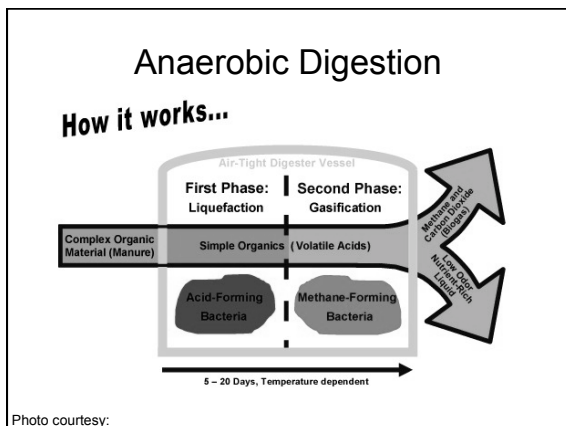 Anaerobic Digestion
How it works...
Air-Tight Digester Vessel
First Phase:
Liquefaction
Second Phase:
Gasification
Complex Organic
Material (Manure)
Simple Organics (Volatile Acids)
Methane and
Carbon Dioxide
(Biogas)
Low Odor
Nutrient-Rich
Liquid
Acid-Forming
Bacteria
Methane-Forming
Bacteria
5 – 20 Days, Temperature dependent
Photo courtesy: